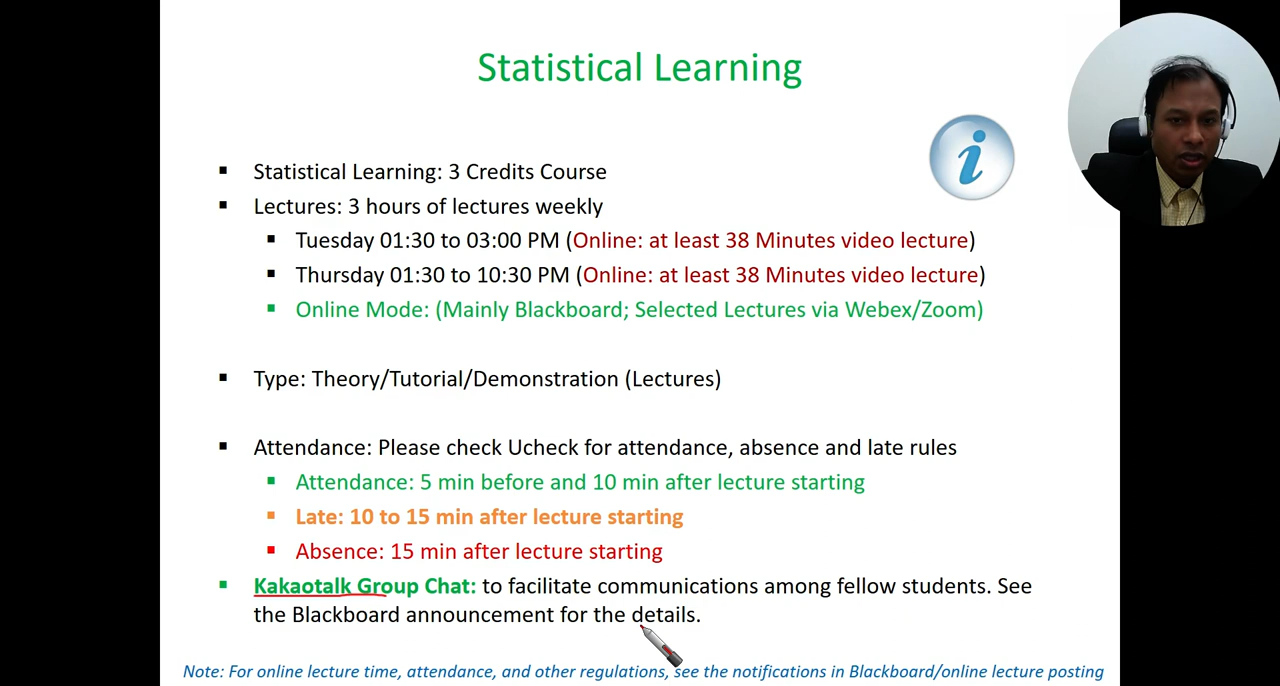 Statistical Learning
Statistical Learning: 3 Credits Course
Lectures: 3 hours of lectures weekly
Tuesday 01:30 to 03:00 PM (Online: at least 38 Minutes video lecture)
Thursday 01:30 to 10:30 PM (Online: at least 38 Minutes video lecture)
Online Mode: (Mainly Blackboard; Selected Lectures via Webex/Zoom)
Type: Theory/Tutorial/Demonstration (Lectures)
Attendance: Please check Ucheck for attendance, absence and late rules
Attendance: 5 min before and 10 min after lecture starting
Late: 10 to 15 min after lecture starting
Absence: 15 min after lecture starting
Kakaotalk Group Chat: to facilitate communications among fellow students. See
the Blackboard announcement for the details.
Note: For online lecture time, attendance, and other regulations, see the notifications in Blackboard/online lecture posting